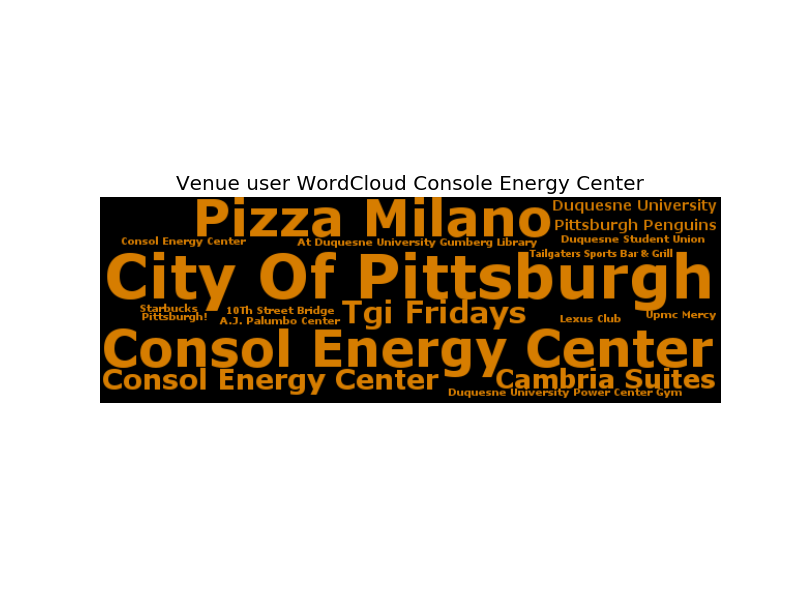 Venue user WordCloud Console Energy Center
Pizza Milano
Duquesne University
Pittsburgh Penguins
Consol Energy Center
At Duquesne University Gumberg Library
Duquesne Student Union
Tailgaters Sports Bar & Grill
City Of Pittsburgh
Starbucks
Pittsburgh!
10Th Street Bridge
A.J. Palumbo Center
Tgi Fridays
Lexus Club
Upmc Mercy
Consol Energy Center
Consol Energy Center
Cambria Suites
Duquesne University Power Center Gym